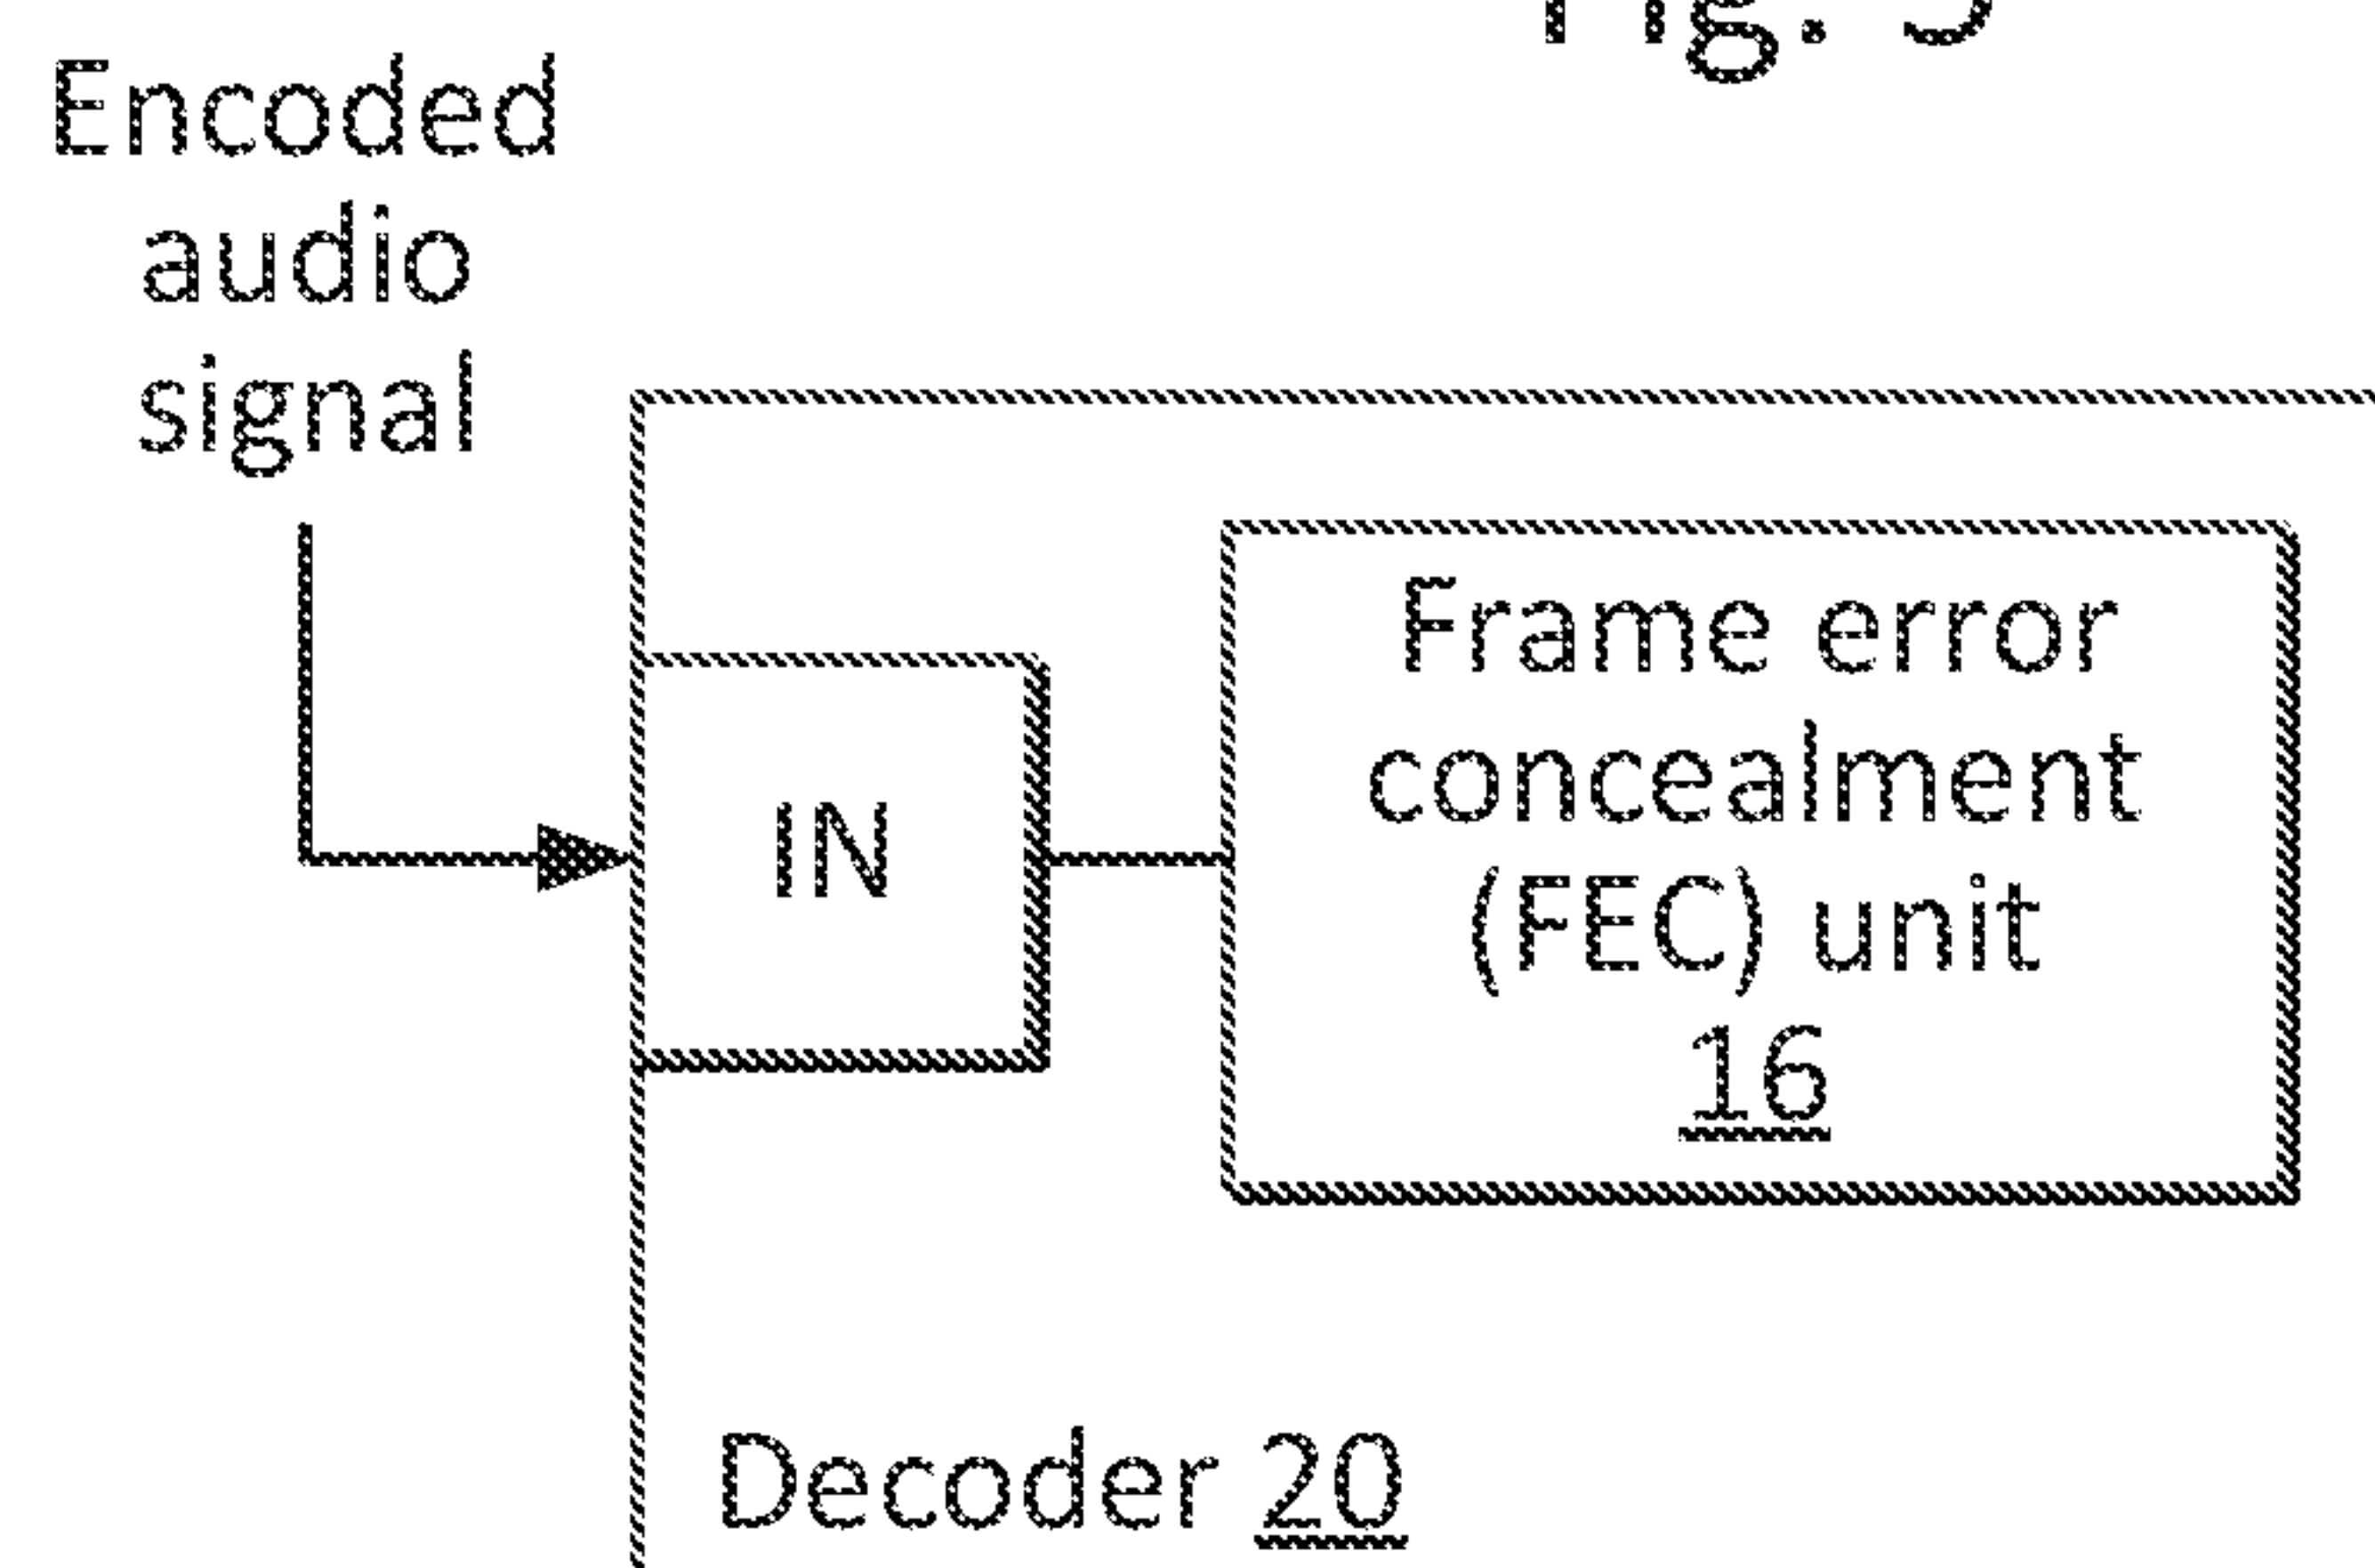 Encoded
audio
signal
IN
Frame error
concealment
(FEC) unit
16
Decoder 20